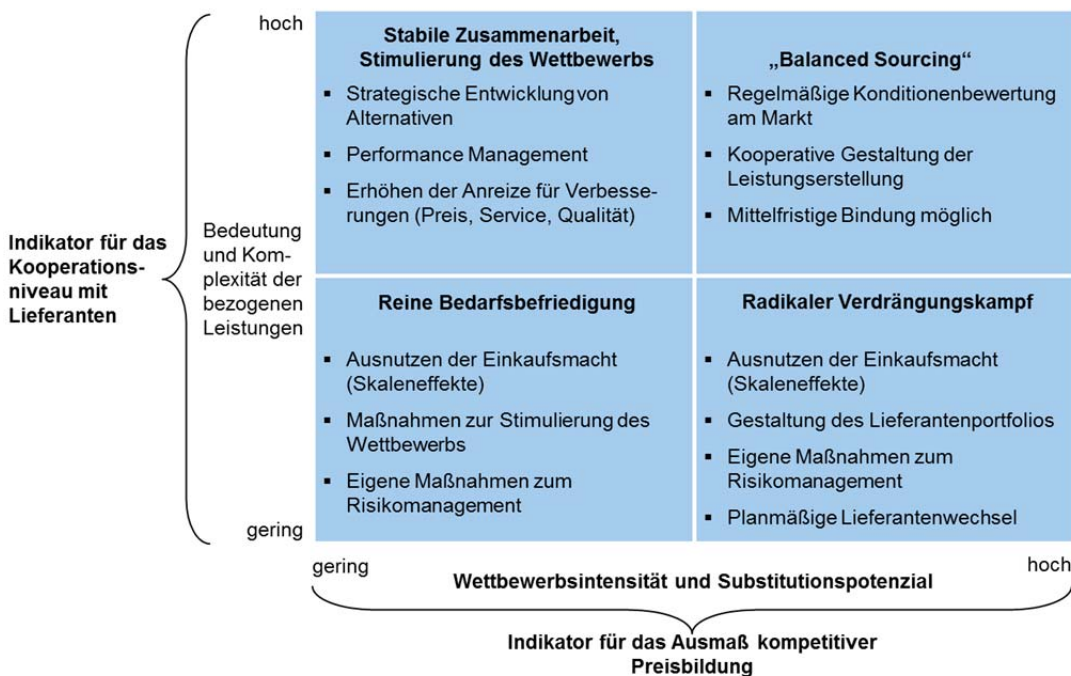 hoch
Stabile Zusammenarbeit,
Stimulierung des Wettbewerbs
▪ Strategische Entwicklung von
Alternativen
▪ Performance Management
▪ Erhöhen der Anreize für Verbesse-
rungen (Preis, Service, Qualität)
„Balanced Sourcing“
▪ Regelmäßige Konditionenbewertung
am Markt
▪ Kooperative Gestaltung der
Leistungserstellung
▪ Mittelfristige Bindung möglich
Indikator für das
Kooperations-
niveau mit
Lieferanten
Bedeutung
und Kom-
plexität der
bezogenen
Leistungen
Reine Bedarfsbefriedigung
▪ Ausnutzen der Einkaufsmacht
(Skaleneffekte)
▪ Maßnahmen zur Stimulierung des
Wettbewerbs
▪ Eigene Maßnahmen zum
Risikomanagement
Radikaler Verdrängungskampf
▪ Ausnutzen der Einkaufsmacht
(Skaleneffekte)
▪ Gestaltung des Lieferantenportfolios
▪ Eigene Maßnahmen zum
Risikomanagement
▪ Planmäßige Lieferantenwechsel
gering
gering
hoch
Wettbewerbsintensität und Substitutionspotenzial
Indikator für das Ausmaß kompetitiver
Preisbildung